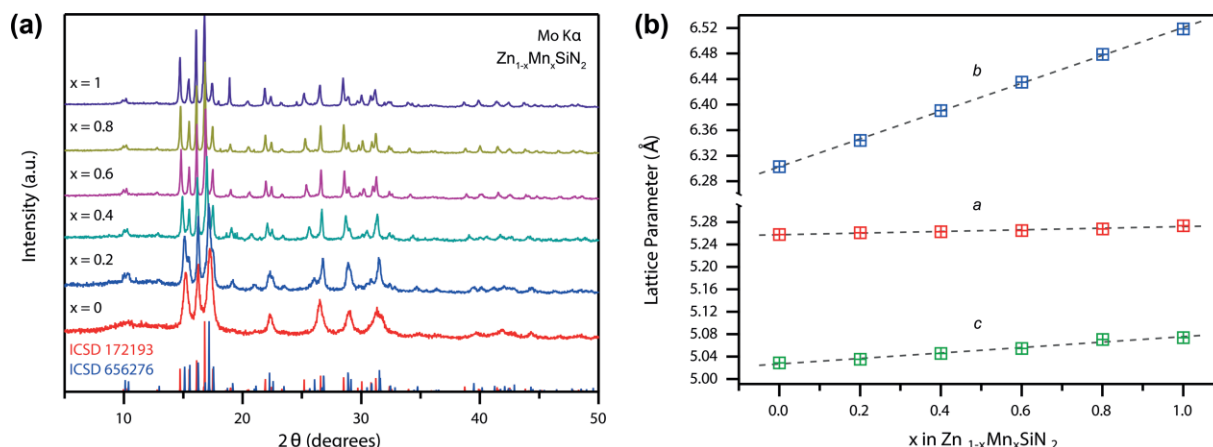 (a)
Mo Kα
Zn₁₋ₓMnₓSiN₂
x = 1
x = 0.8
x = 0.6
x = 0.4
x = 0.2
x = 0
ICSD 172193
ICSD 656276
Intensity (a.u.)
10 20 30 40 50
2 θ (degrees)
(b)
6.52
6.48
6.44
6.40
6.36
6.32
6.28
5.28
5.24
5.20
5.16
5.12
5.08
5.04
5.00
b
a
c
Lattice Parameter (Å)
0.0 0.2 0.4 0.6 0.8 1.0
x in Zn ₁₋ₓMnₓSiN ₂